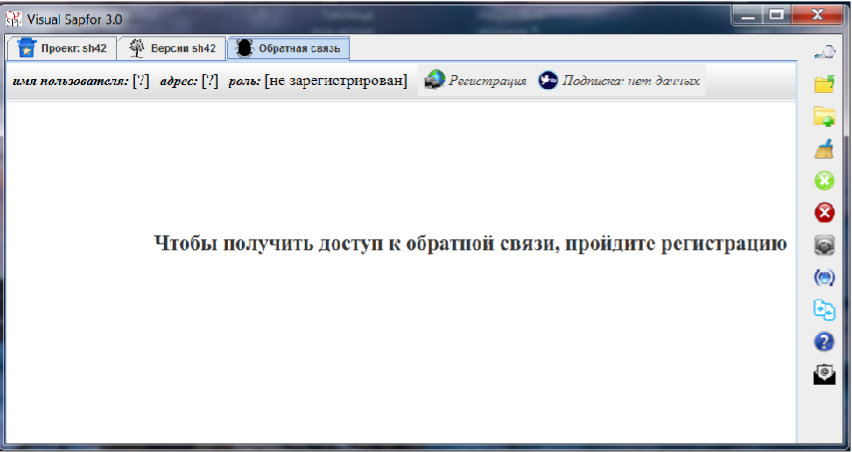 Visual Sapfor 3.0
Проект: sh42 Версии sh42 Обратная связь
имя пользователя: [?] адрес: [?] роль: [не зарегистрирован] Регистрация Подписка: нет данных
Чтобы получить доступ к обратной связи, пройдите регистрацию